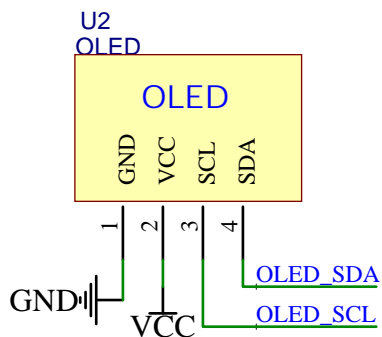 U2
OLED
OLED
GND
VCC
SCL
SDA
1
2
3
4
OLED_SDA
GND
VCC
OLED_SCL